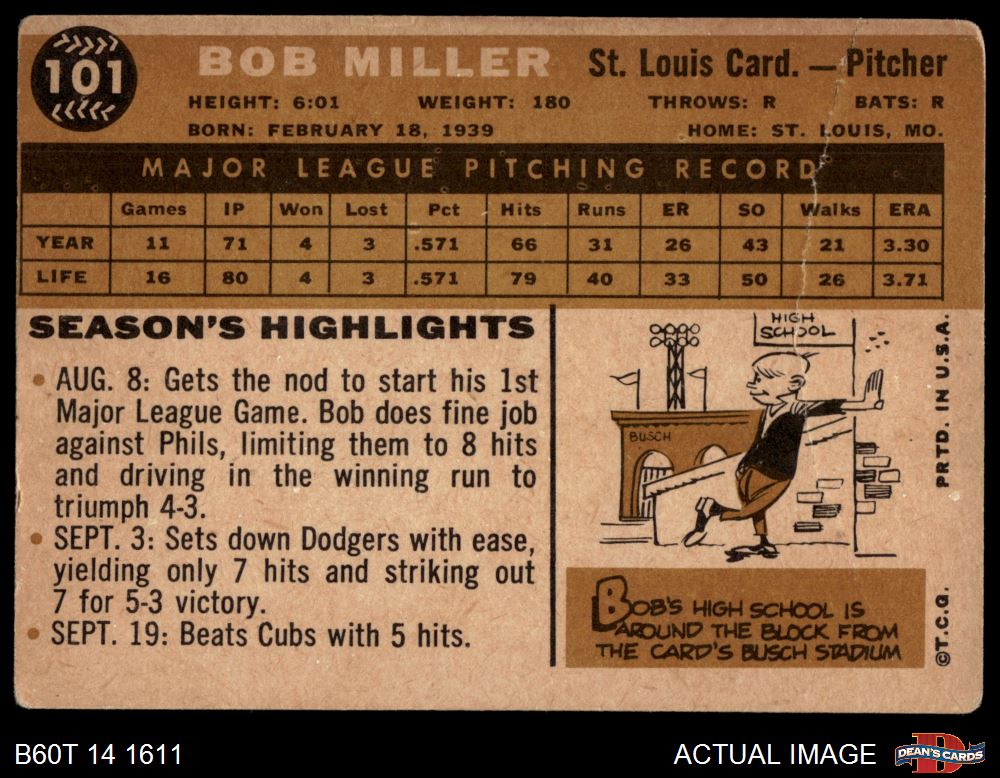 101
BOB MILLER St. Louis Card. — Pitcher
HEIGHT: 6:01 WEIGHT: 180 THROWS: R BATS: R
BORN: FEBRUARY 18, 1939 HOME: ST. LOUIS, MO.
MAJOR LEAGUE PITCHING RECORD
Games IP Won Lost Pct Hits Runs ER SO Walks ERA
YEAR 11 71 4 3 .571 66 31 26 43 21 3.30
LIFE 16 80 4 3 .571 79 40 33 50 26 3.71
SEASON'S HIGHLIGHTS
• AUG. 8: Gets the nod to start his 1st
Major League Game. Bob does fine job
against Phils, limiting them to 8 hits
and driving in the winning run to
triumph 4-3.
• SEPT. 3: Sets down Dodgers with ease,
yielding only 7 hits and striking out
7 for 5-3 victory.
• SEPT. 19: Beats Cubs with 5 hits.
HIGH
SCHOOL
BUSCH
BOB'S HIGH SCHOOL IS
AROUND THE BLOCK FROM
THE CARD'S BUSCH STADIUM
PRTD. IN U.S.A.
©T.C.G.
B60T 14 1611
ACTUAL IMAGE
D
DEAN'S CARDS